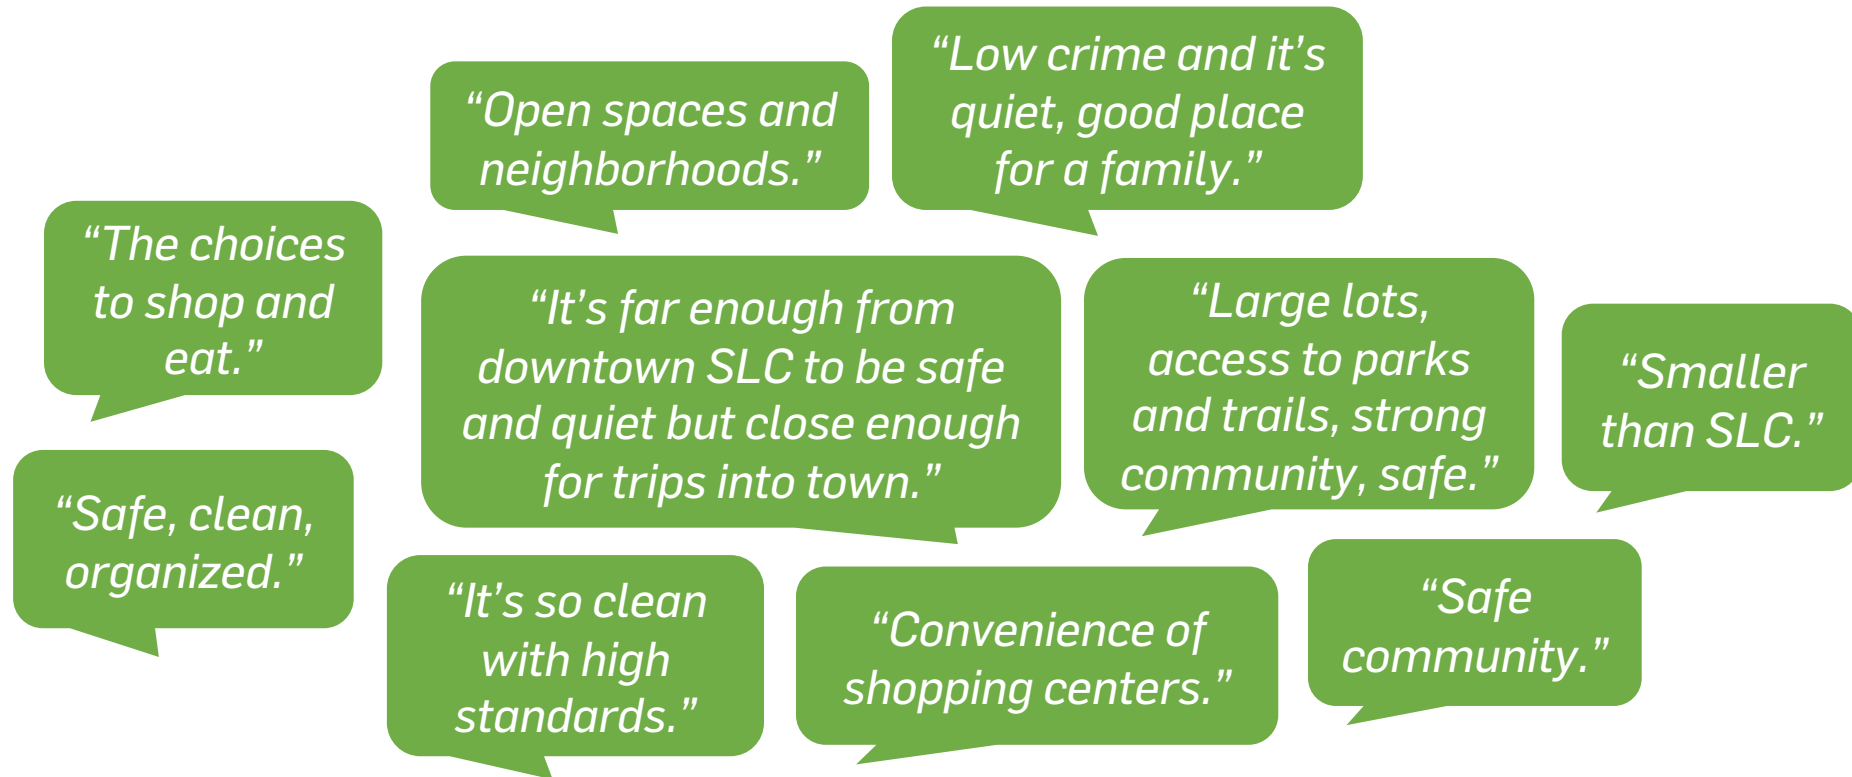 “Open spaces and
neighborhoods.”
“Low crime and it’s
quiet, good place
for a family.”
“The choices
to shop and
eat.”
“It’s far enough from
downtown SLC to be safe
and quiet but close enough
for trips into town.”
“Large lots,
access to parks
and trails, strong
community, safe.”
“Smaller
than SLC.”
“Safe, clean,
organized.”
“It’s so clean
with high
standards.”
“Convenience of
shopping centers.”
“Safe
community.”